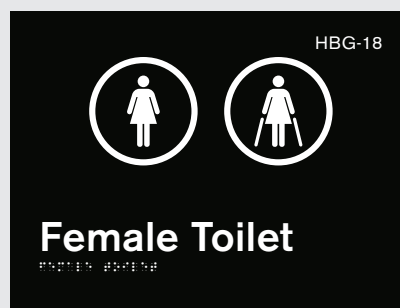 HBG-18
Female Toilet
⠋⠑⠍⠁⠇⠑ ⠞⠕⠊⠇⠑⠞